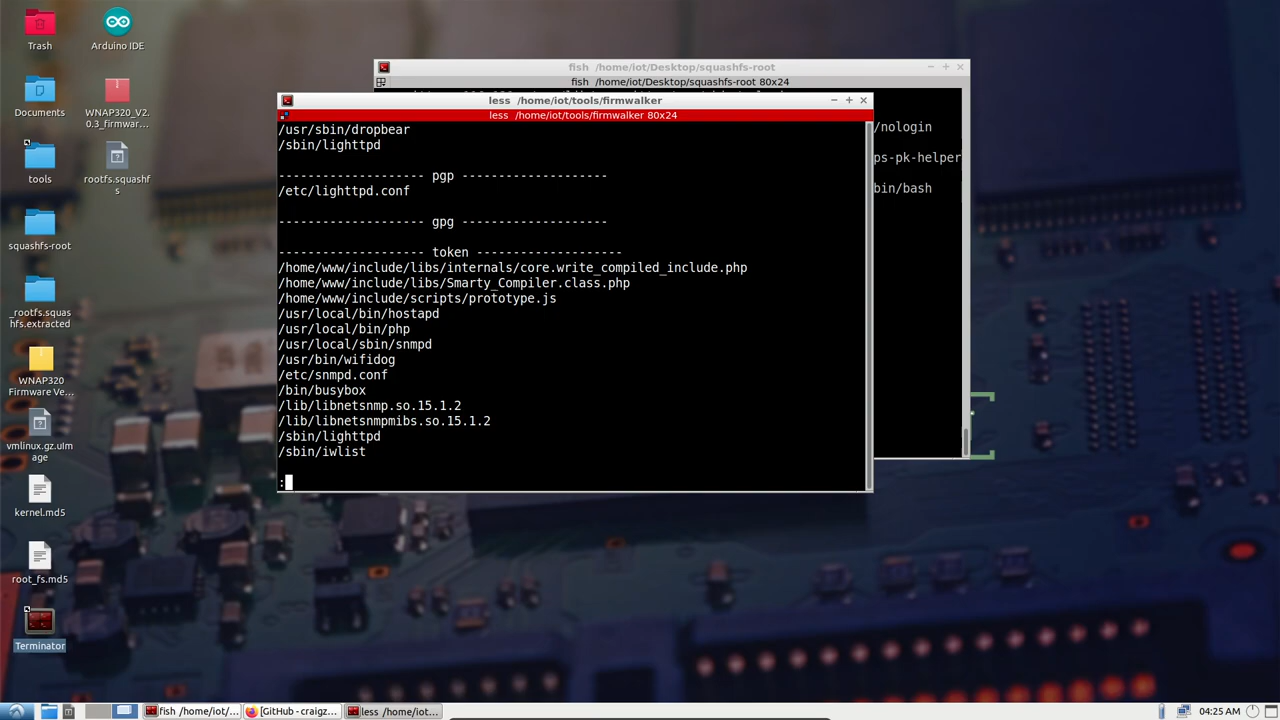 Trash
Arduino IDE
Documents
WNAP320_V2.
0.3_firmwar...
tools
rootfs.squashf
s
squashfs-root
_rootfs.squas
hfs.extracted
WNAP320
Firmware Ve...
vmlinux.gz.uIm
age
kernel.md5
root_fs.md5
Terminator
fish /home/iot/Desktop/squashfs-root
fish /home/iot/Desktop/squashfs-root 80x24
/nologin
ps-pk-helper
bin/bash
less /home/iot/tools/firmwalker
less /home/iot/tools/firmwalker 80x24
/usr/sbin/dropbear
/sbin/lighttpd
------------------- pgp -------------------
/etc/lighttpd.conf
------------------- gpg -------------------
------------------- token -------------------
/home/www/include/libs/internals/core.write_compiled_include.php
/home/www/include/libs/Smarty_Compiler.class.php
/home/www/include/scripts/prototype.js
/usr/local/bin/hostapd
/usr/local/bin/php
/usr/local/sbin/snmpd
/usr/bin/wifidog
/etc/snmpd.conf
/bin/busybox
/lib/libnetsnmp.so.15.1.2
/lib/libnetsnmpmibs.so.15.1.2
/sbin/lighttpd
/sbin/iwlist
:
fish /home/iot/...
[GitHub - craigz...
less /home/iot...
04:25 AM